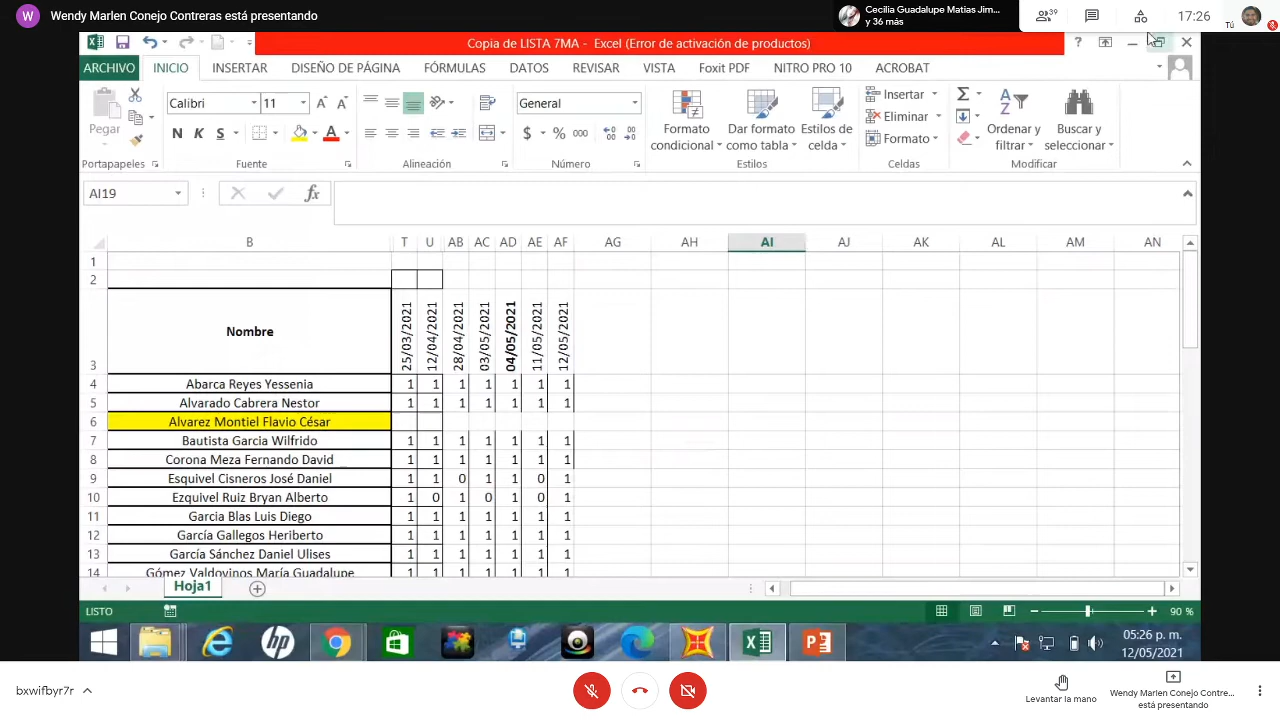 W Wendy Marlen Conejo Contreras está presentando
Cecilia Guadalupe Matias Jim...
y 36 más
39
17:26
Tú
Copia de LISTA 7MA - Excel (Error de activación de productos)
?
ARCHIVO INICIO INSERTAR DISEÑO DE PÁGINA FÓRMULAS DATOS REVISAR VISTA Foxit PDF NITRO PRO 10 ACROBAT
Pegar
Portapapeles
Calibri 11
N K S
Fuente
Alineación
General
$ % 000
Número
Formato condicional
Dar formato como tabla
Estilos de celda
Estilos
Insertar
Eliminar
Formato
Celdas
Ordenar y filtrar
Buscar y seleccionar
Modificar
AI19
fx
B T U AB AC AD AE AF AG AH AI AJ AK AL AM AN
1
2
3 Nombre 25/03/2021 12/04/2021 28/04/2021 03/05/2021 04/05/2021 11/05/2021 12/05/2021
4 Abarca Reyes Yessenia 1 1 1 1 1 1 1
5 Alvarado Cabrera Nestor 1 1 1 1 1 1 1
6 Alvarez Montiel Flavio César
7 Bautista Garcia Wilfrido 1 1 1 1 1 1 1
8 Corona Meza Fernando David 1 1 1 1 1 1 1
9 Esquivel Cisneros José Daniel 1 1 0 1 1 0 1
10 Ezquivel Ruiz Bryan Alberto 1 0 1 0 1 0 1
11 Garcia Blas Luis Diego 1 1 1 1 1 1 1
12 García Gallegos Heriberto 1 1 1 1 1 1 1
13 García Sánchez Daniel Ulises 1 1 1 1 1 1 1
14 Gómez Valdovinos María Guadalupe 1 1 1 1 1 1 1
Hoja1
LISTO
90 %
05:26 p. m.
12/05/2021
bxwifbyr7r
Levantar la mano
Wendy Marlen Conejo Contre...
está presentando